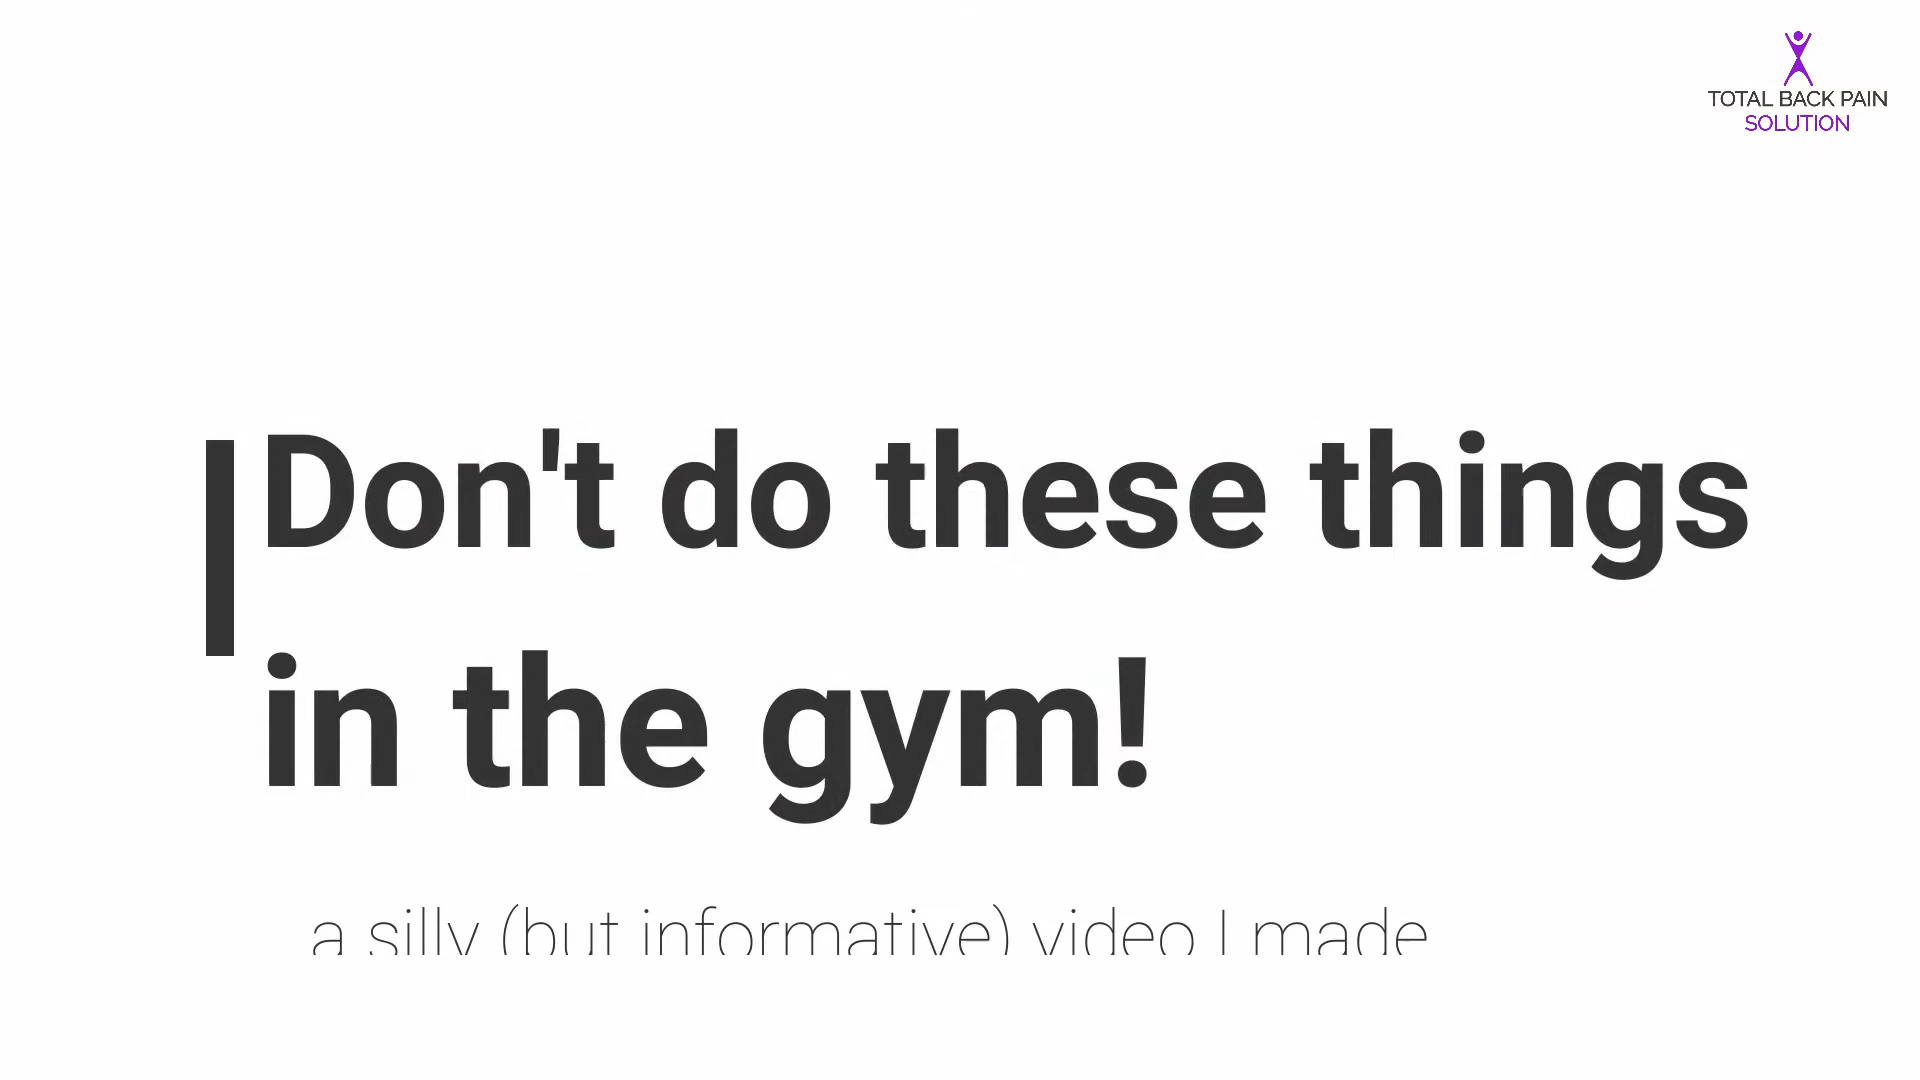 TOTAL BACK PAIN
SOLUTION
Don't do these things
in the gym!
a silly (but informative) video I made